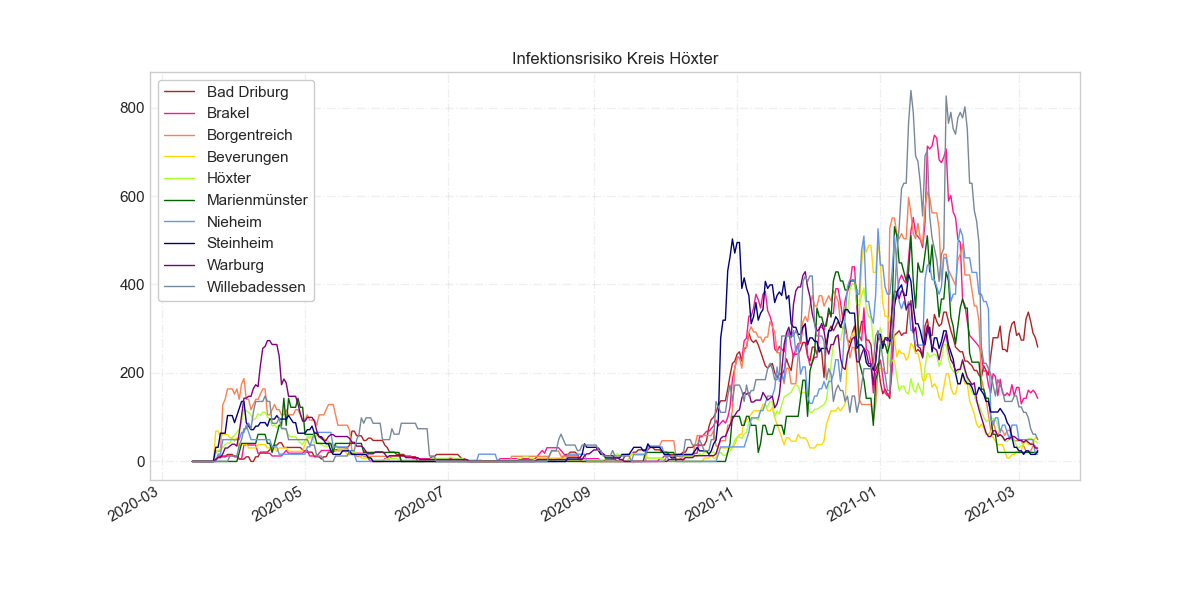 Infektionsrisiko Kreis Höxter
Bad Driburg
Brakel
Borgentreich
Beverungen
Höxter
Marienmünster
Nieheim
Steinheim
Warburg
Willebadessen
800
600
400
200
0
2020-03
2020-05
2020-07
2020-09
2020-11
2021-01
2021-03